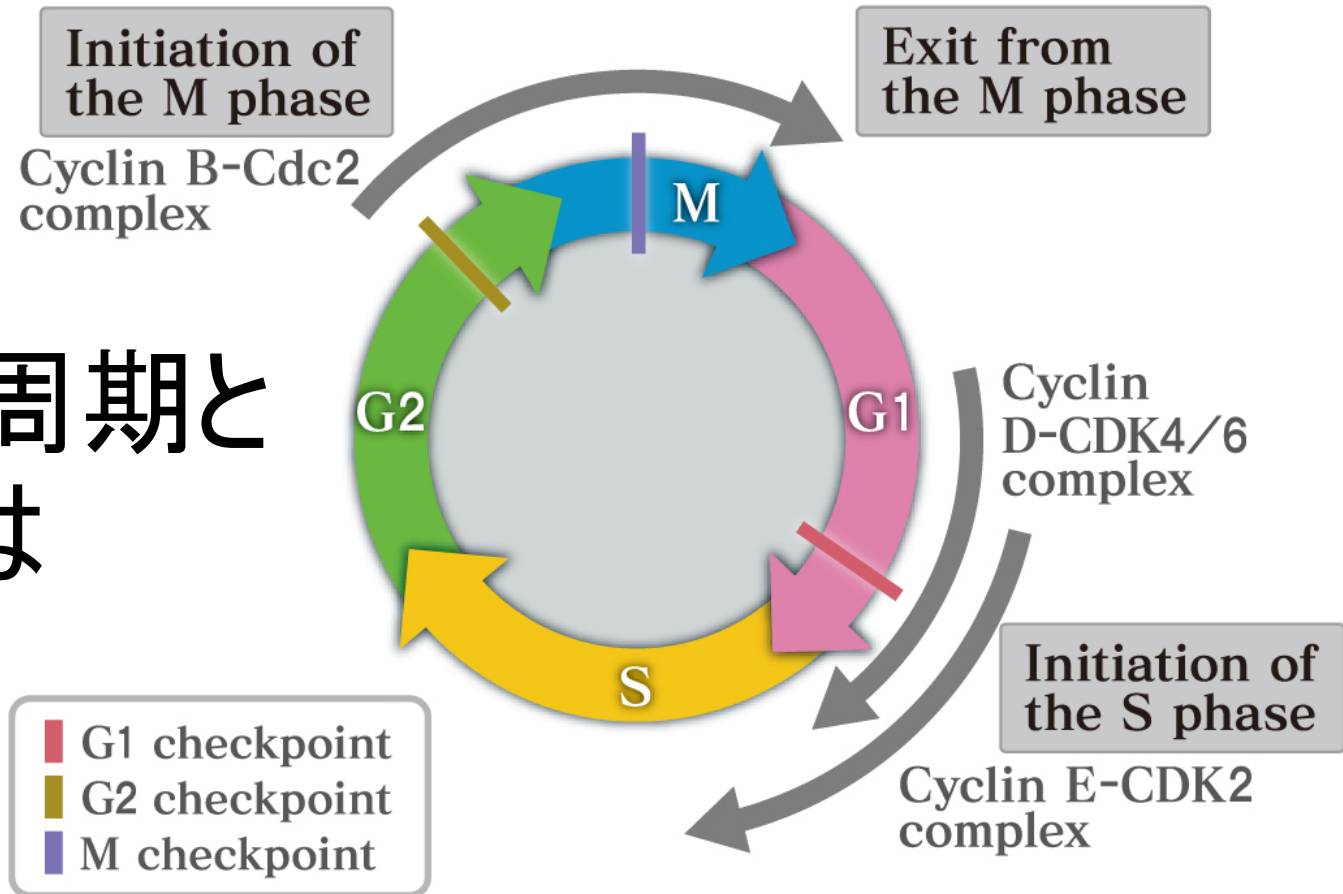 Initiation of
the M phase
Exit from
the M phase
Cyclin B-Cdc2
complex
M
周期と
は
G2
G1
Cyclin
D-CDK4/6
complex
S
Initiation of
the S phase
Cyclin E-CDK2
complex
G1 checkpoint
G2 checkpoint
M checkpoint